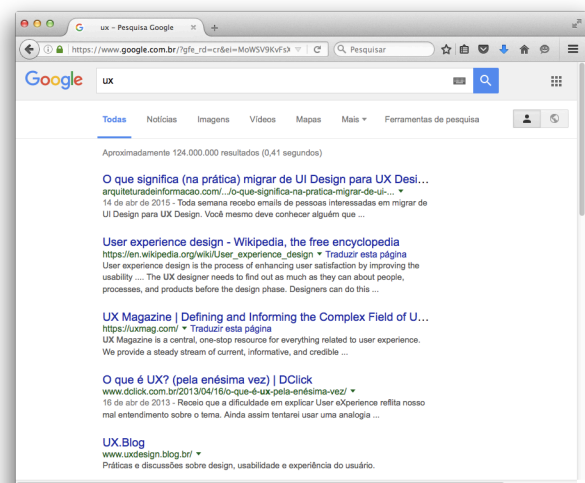 ux - Pesquisa Google
https://www.google.com.br/?gfe_rd=cr&ei=MoWSV9KvFsX
Pesquisar
Google
ux
Todas Notícias Imagens Vídeos Mapas Mais Ferramentas de pesquisa
Aproximadamente 124.000.000 resultados (0,41 segundos)
O que significa (na prática) migrar de UI Design para UX Desi...
arquiteturadeinformacao.com/.../o-que-significa-na-pratica-migrar-de-ui-...
14 de abr de 2015 - Toda semana recebo emails de pessoas interessadas em migrar de
UI Design para UX Design. Você mesmo deve conhecer alguém que ...
User experience design - Wikipedia, the free encyclopedia
https://en.wikipedia.org/wiki/User_experience_design Traduzir esta página
User experience design is the process of enhancing user satisfaction by improving the
usability .... The UX designer needs to find out as much as they can about people,
processes, and products before the design phase. Designers can do this ...
UX Magazine | Defining and Informing the Complex Field of U...
https://uxmag.com/ Traduzir esta página
UX Magazine is a central, one-stop resource for everything related to user experience.
We provide a steady stream of current, informative, and credible ...
O que é UX? (pela enésima vez) | DClick
www.dclick.com.br/2013/04/16/o-que-é-ux-pela-enésima-vez/
16 de abr de 2013 - Receio que a dificuldade em explicar User eXperience reflita nosso
mal entendimento sobre o tema. Ainda assim tentarei usar uma analogia ...
UX.Blog
www.uxdesign.blog.br/
Práticas e discussões sobre design, usabilidade e experiência do usuário.